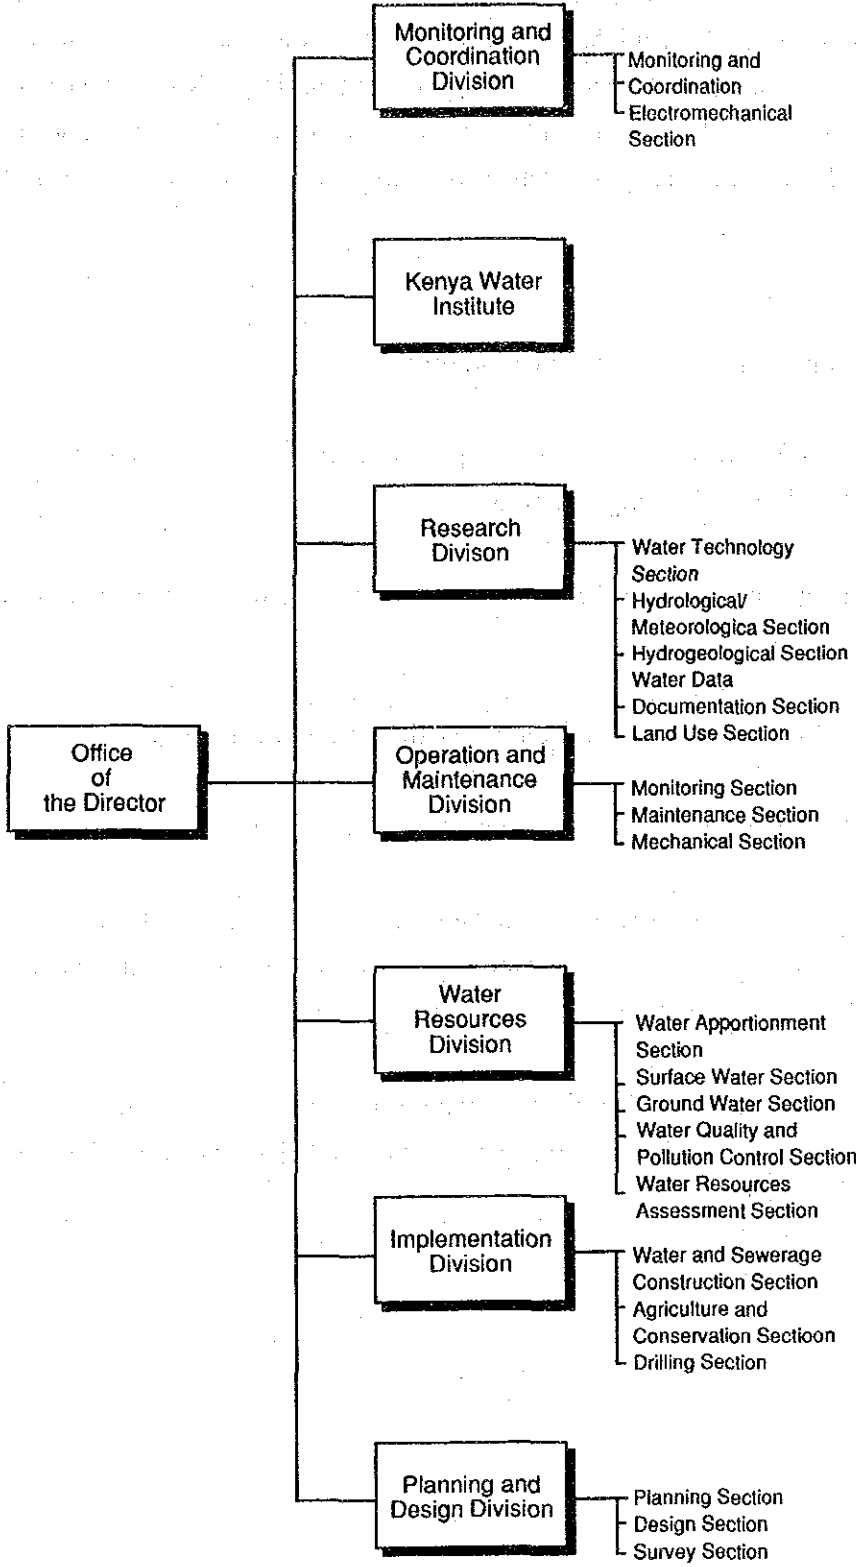 Monitoring and
Coordination
Division
Monitoring and
Coordination
Electromechanical
Section
Kenya Water
Institute
Research
Divison
Water Technology
Section
Hydrological/
Meteorologica Section
Hydrogeological Section
Water Data
Documentation Section
Land Use Section
Office
of
the Director
Operation and
Maintenance
Division
Monitoring Section
Maintenance Section
Mechanical Section
Water
Resources
Division
Water Apportionment
Section
Surface Water Section
Ground Water Section
Water Quality and
Pollution Control Section
Water Resources
Assessment Section
Implementation
Division
Water and Sewerage
Construction Section
Agriculture and
Conservation Sectioon
Drilling Section
Planning and
Design Division
Planning Section
Design Section
Survey Section